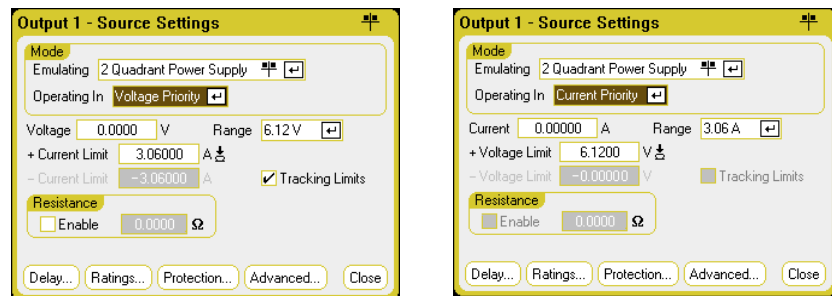 Output 1 - Source Settings
Mode
Emulating 2 Quadrant Power Supply
Operating In Voltage Priority
Voltage 0.0000 V Range 6.12 V
+ Current Limit 3.06000 A
- Current Limit -3.06000 A Tracking Limits
Resistance
Enable 0.0000 Ω
Delay... Ratings... Protection... Advanced... Close
Output 1 - Source Settings
Mode
Emulating 2 Quadrant Power Supply
Operating In Current Priority
Current 0.00000 A Range 3.06 A
+ Voltage Limit 6.1200 V
- Voltage Limit -0.00000 V Tracking Limits
Resistance
Enable 0.0000 Ω
Delay... Ratings... Protection... Advanced... Close